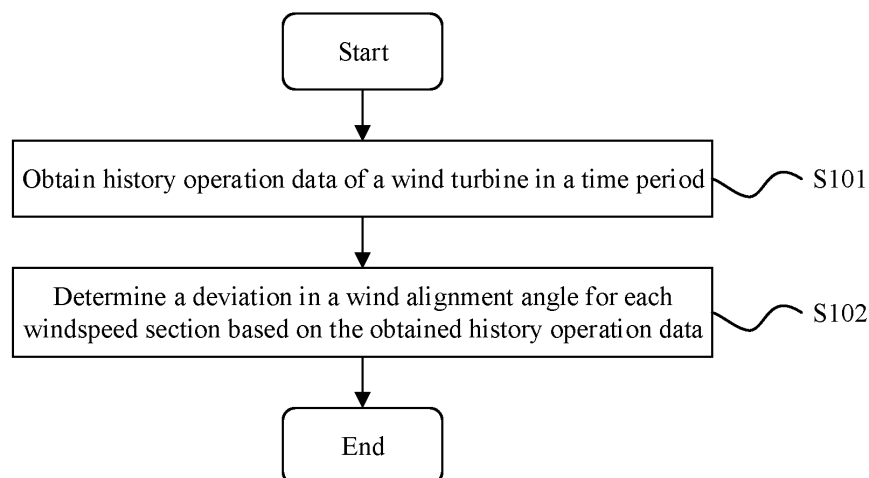 Start
Obtain history operation data of a wind turbine in a time period
S101
Determine a deviation in a wind alignment angle for each
windspeed section based on the obtained history operation data
S102
End